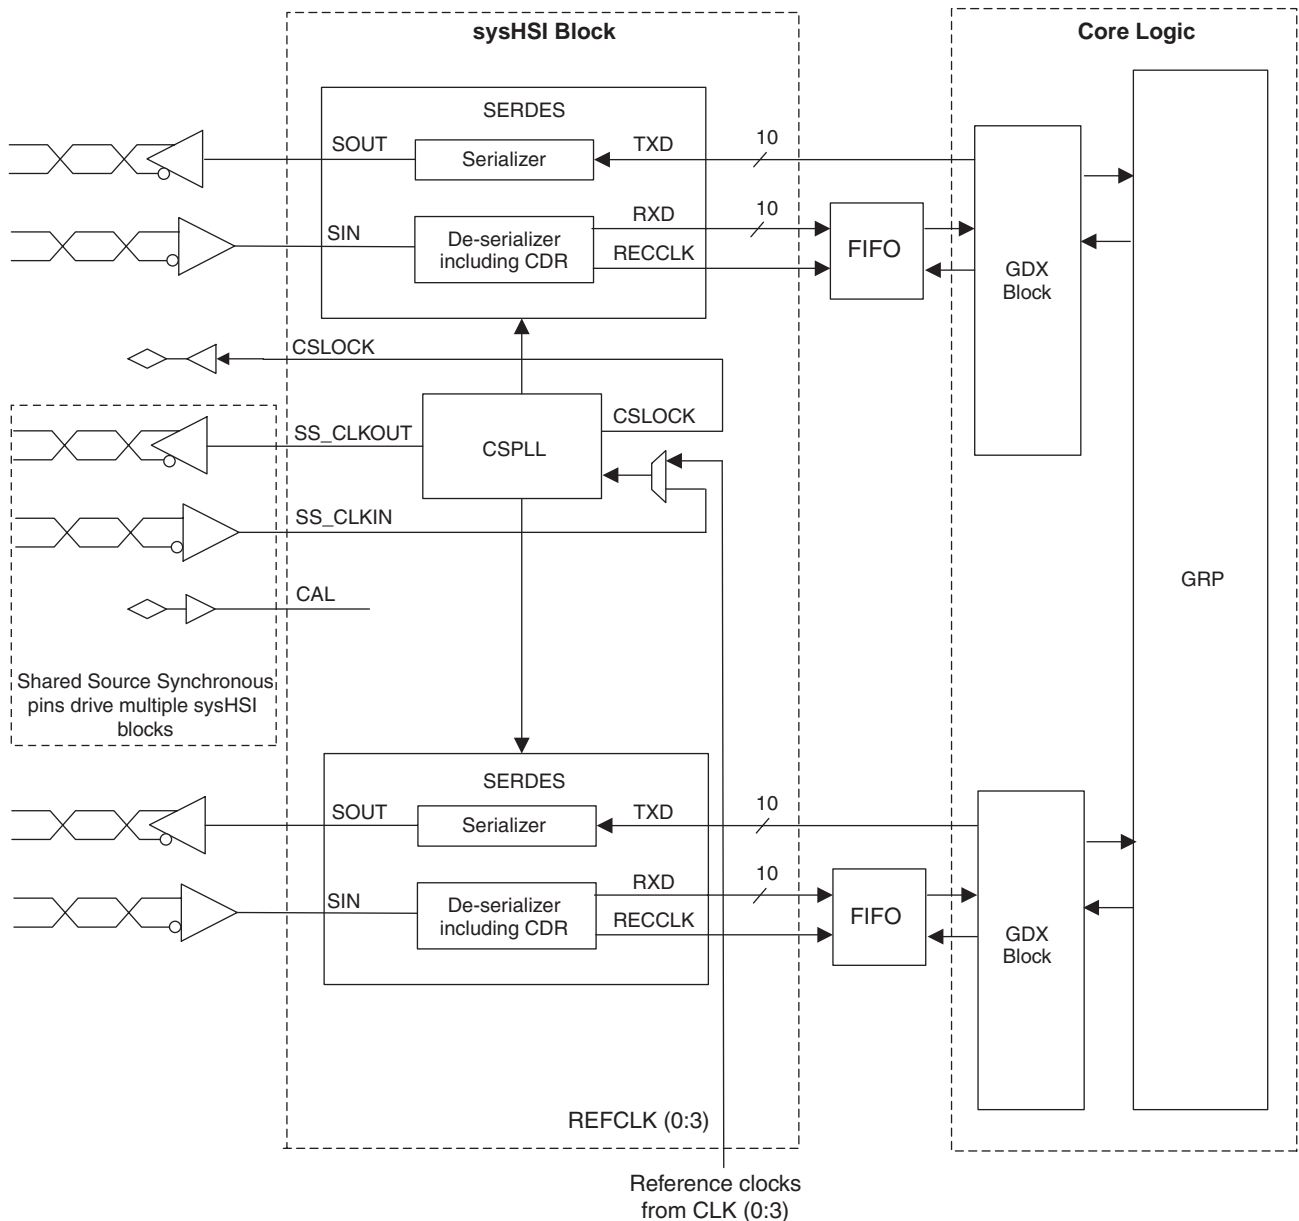 sysHSI Block
Core Logic
SERDES
SOUT
Serializer
TXD
10
SIN
De-serializer
including CDR
RXD
10
RECCLK
FIFO
GDX
Block
CSLOCK
SS_CLKOUT
CSPLL
CSLOCK
SS_CLKIN
CAL
GRP
Shared Source Synchronous
pins drive multiple sysHSI
blocks
SERDES
SOUT
Serializer
TXD
10
SIN
De-serializer
including CDR
RXD
10
RECCLK
FIFO
GDX
Block
REFCLK (0:3)
Reference clocks
from CLK (0:3)